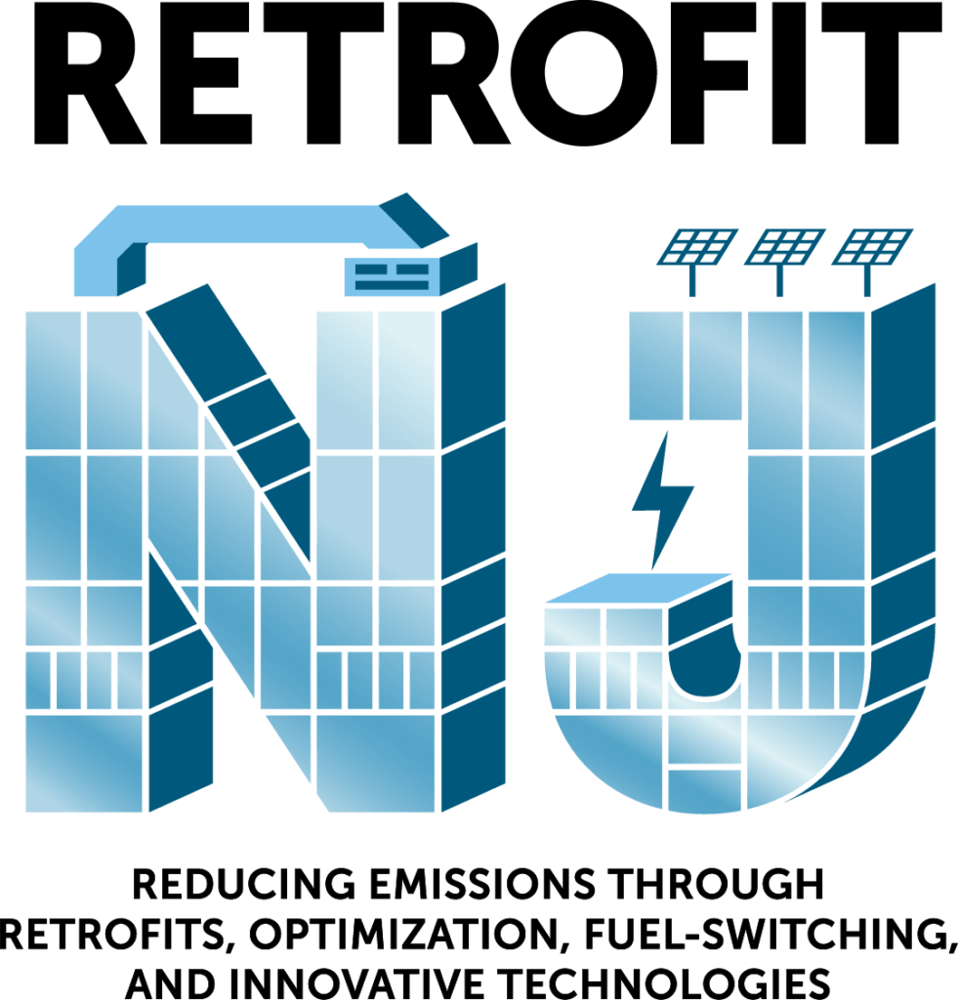 RETROFIT
NJ
REDUCING EMISSIONS THROUGH
RETROFITS, OPTIMIZATION, FUEL-SWITCHING,
AND INNOVATIVE TECHNOLOGIES